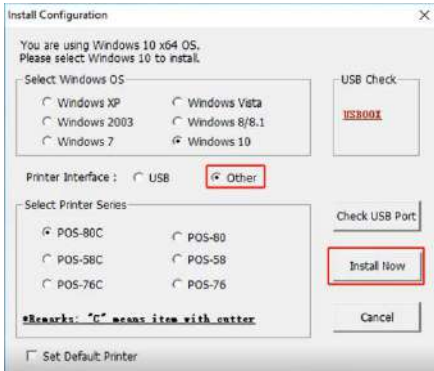 Install Configuration
You are using Windows 10 x64 OS.
Please select Windows 10 to install.
Select Windows OS
USB Check
Windows XP
Windows Vista
USB00X
Windows 2003
Windows 8/8.1
Windows 7
Windows 10
Printer Interface :
USB
Other
Select Printer Series
Check USB Port
POS-80C
POS-80
POS-58C
POS-58
Install Now
POS-76C
POS-76
*Remarks: "C" means item with cutter
Cancel
Set Default Printer